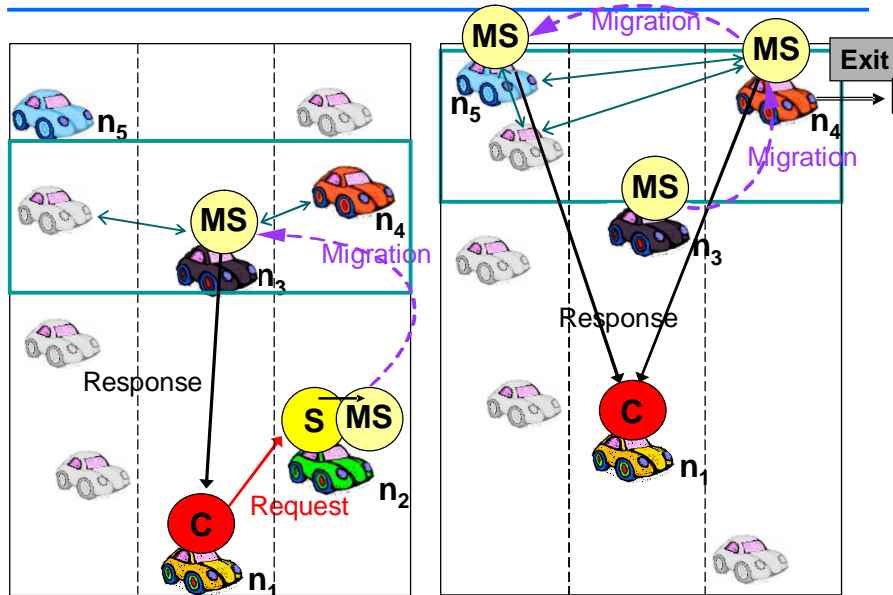 n5
MS
n4
Migration
n3
Response
S
MS
n2
C
Request
n1
MS
Migration
MS
Exit
n5
n4
Migration
MS
n3
Response
C
n1